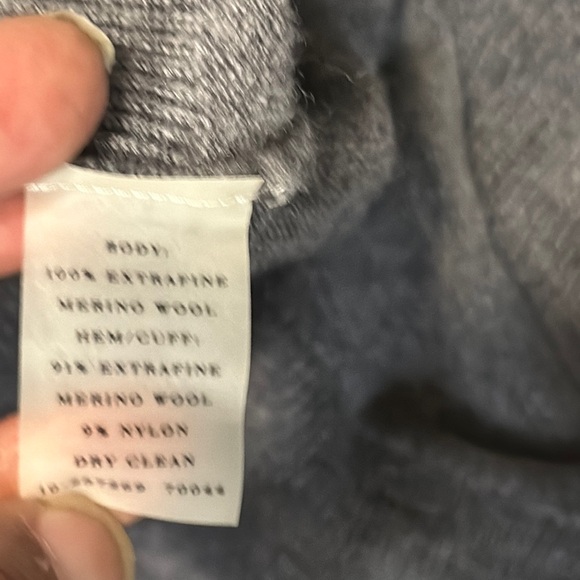 BODY:
100% EXTRAFINE
MERINO WOOL
HEM/CUFF:
91% EXTRAFINE
MERINO WOOL
9% NYLON
DRY CLEAN